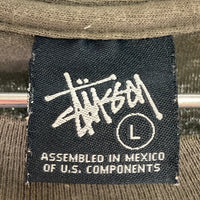 Stüssy
L
ASSEMBLED IN MEXICO
OF U.S. COMPONENTS